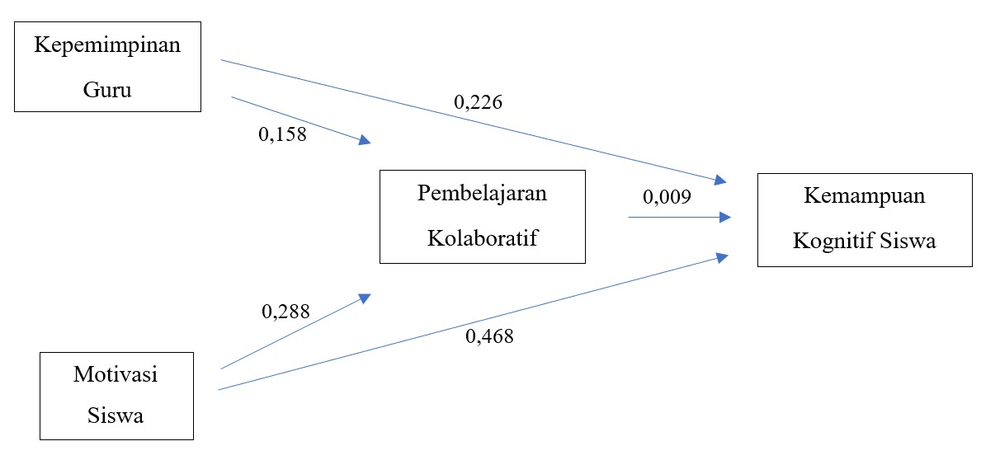 Kepemimpinan
Guru
0,226
0,158
Pembelajaran
Kolaboratif
0,009
Kemampuan
Kognitif Siswa
0,288
0,468
Motivasi
Siswa